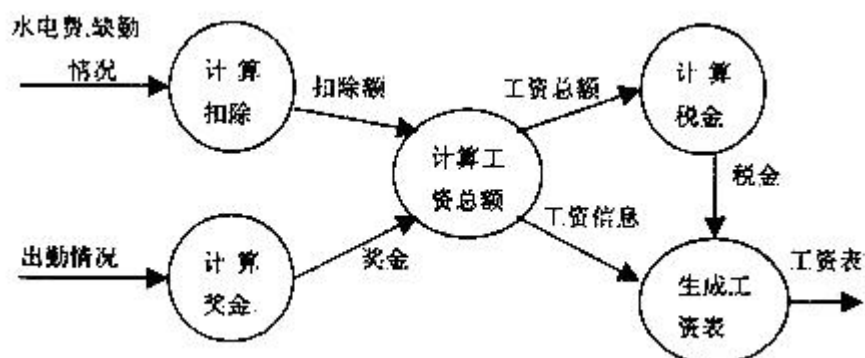 水电费、缺勤
情况
计算
扣除
扣除额
工资总额
计算
税金
计算工
资总额
税金
出勤情况
计算
奖金
奖金
工资信息
生成工
资表
工资表